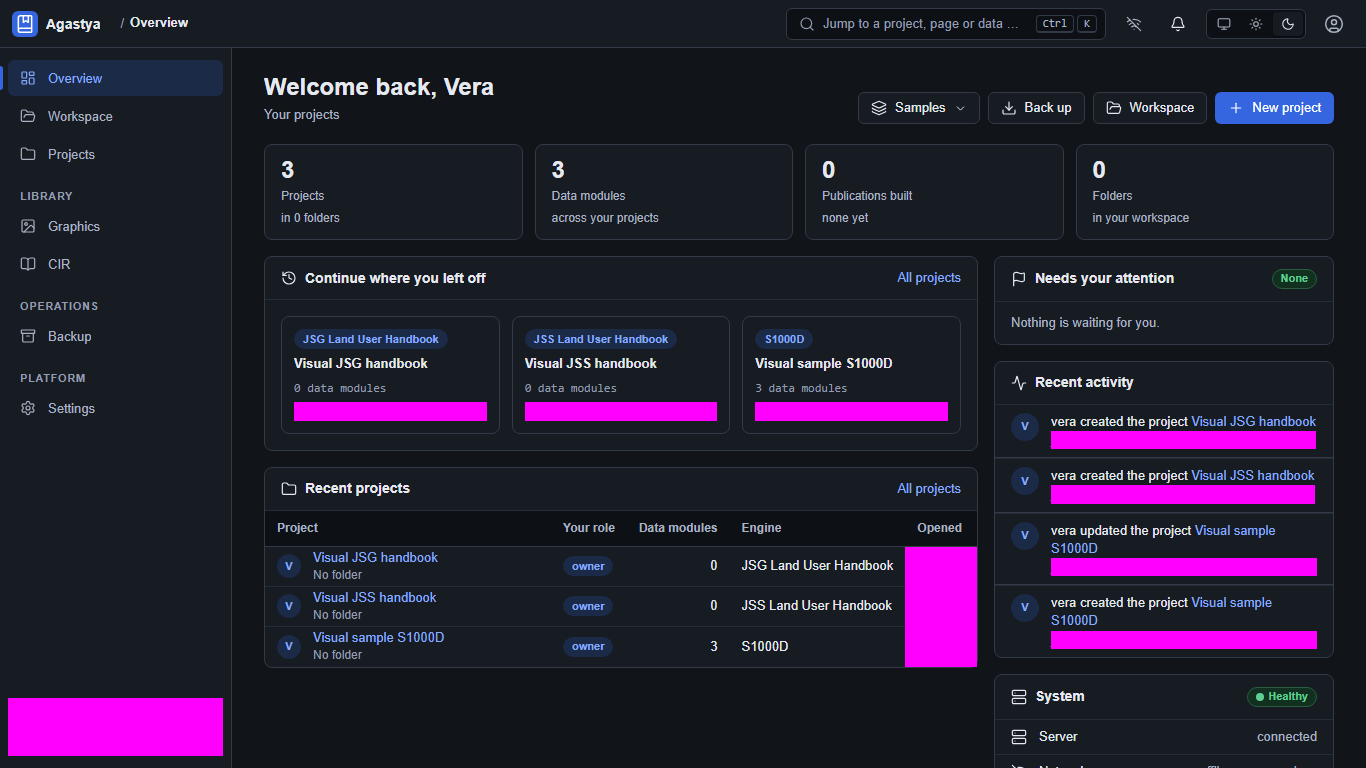 Agastya / Overview
Jump to a project, page or data ... Ctrl K
Overview
Workspace
Projects
LIBRARY
Graphics
CIR
OPERATIONS
Backup
PLATFORM
Settings
Welcome back, Vera
Your projects
Samples
Back up
Workspace
New project
3
Projects
in 0 folders
3
Data modules
across your projects
0
Publications built
none yet
0
Folders
in your workspace
Continue where you left off
All projects
JSG Land User Handbook
Visual JSG handbook
0 data modules
JSS Land User Handbook
Visual JSS handbook
0 data modules
S1000D
Visual sample S1000D
3 data modules
Recent projects
All projects
Project Your role Data modules Engine Opened
V Visual JSG handbook owner 0 JSG Land User Handbook
No folder
V Visual JSS handbook owner 0 JSS Land User Handbook
No folder
V Visual sample S1000D owner 3 S1000D
No folder
Needs your attention
None
Nothing is waiting for you.
Recent activity
V vera created the project Visual JSG handbook
V vera created the project Visual JSS handbook
V vera updated the project Visual sample
S1000D
V vera created the project Visual sample
S1000D
System
Healthy
Server connected